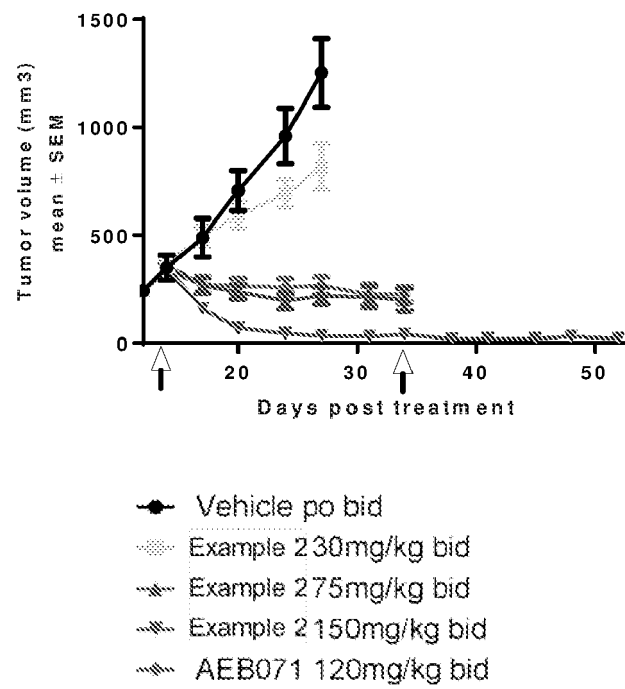 Tumor volume (mm3)
mean ± SEM
1500
1000
500
0
20
30
40
50
Days post treatment
Vehicle po bid
Example 2 30mg/kg bid
Example 2 75mg/kg bid
Example 2 150mg/kg bid
AEB071 120mg/kg bid